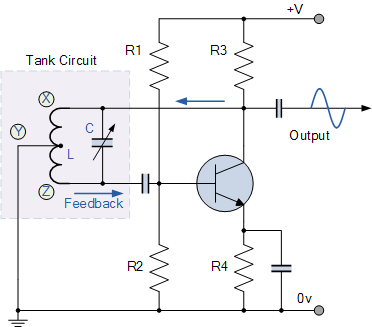 +V
R1
R3
Tank Circuit
X
C
Y
L
Output
Z
Feedback
R2
R4
0v